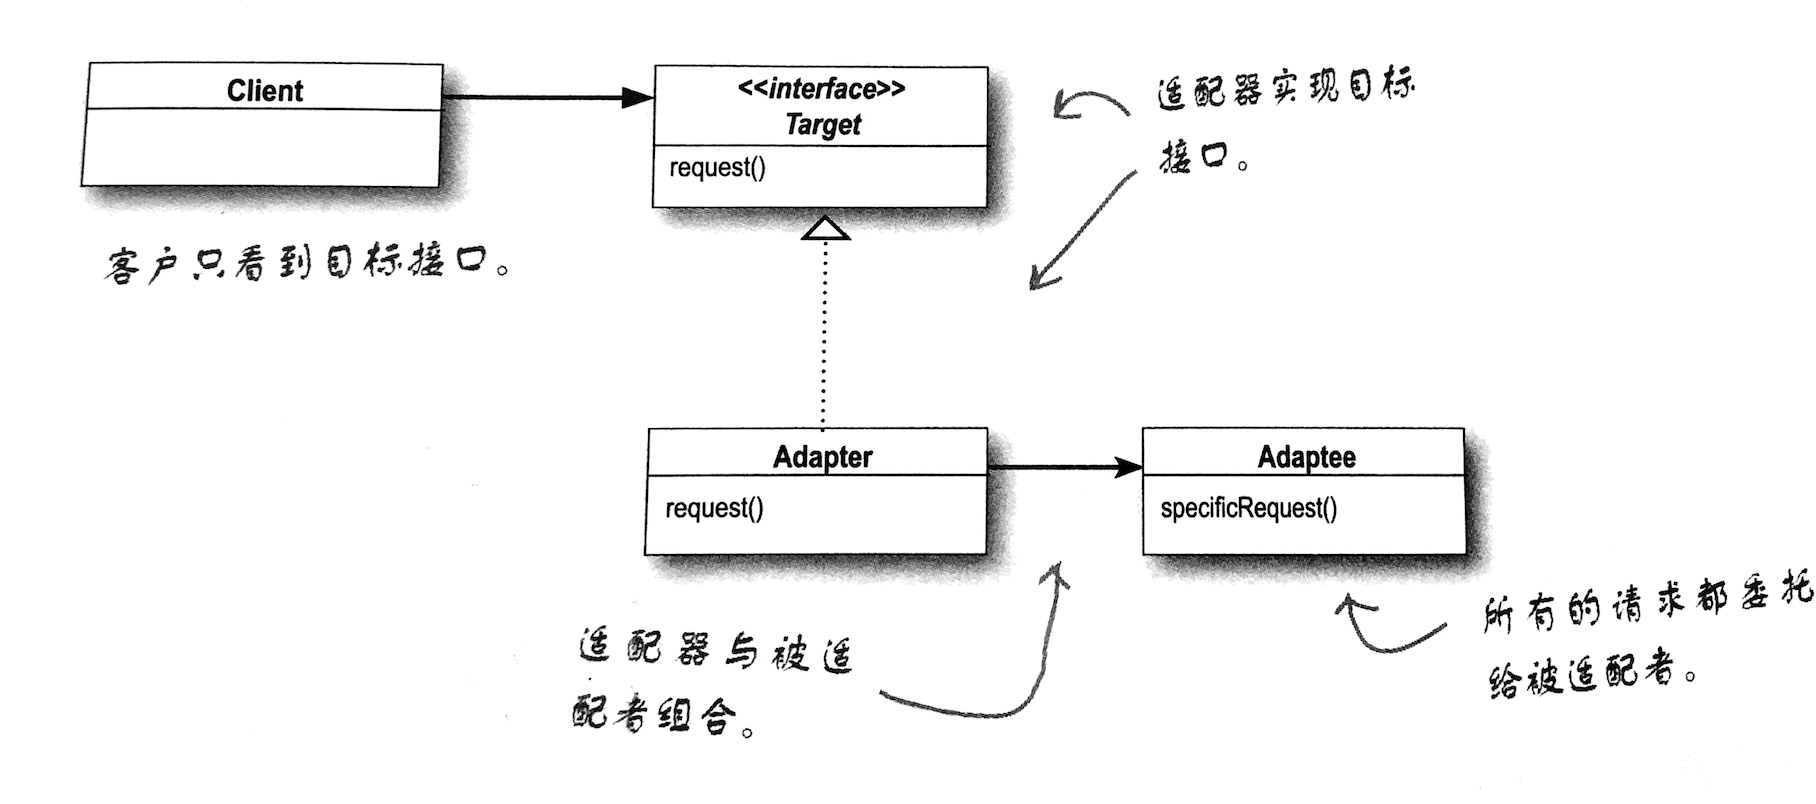 Client
<<interface>>
Target
request()
适配器实现目标
接口。
客户只看到目标接口。
Adapter
request()
Adaptee
specificRequest()
适配器与被适
配者组合。
所有的请求都委托
给被适配者。